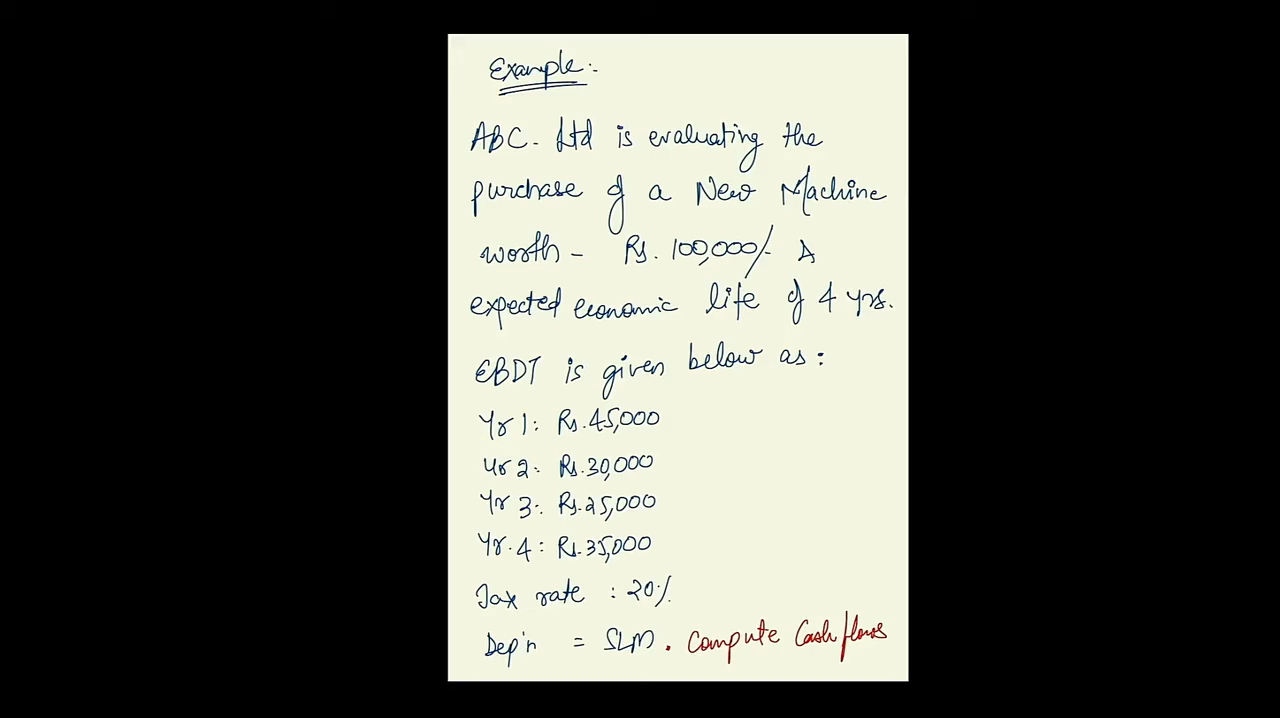 Example:-
ABC. Ltd is evaluating the
purchase of a New Machine
worth - Rs. 100,000/- &
expected economic life of 4 yrs.
EBDT is given below as :
Yr 1: Rs.45,000
Yr 2: Rs.30,000
Yr 3: Rs.25,000
Yr.4: Rs.35,000
Tax rate : 20%
Dep'n = SLM. Compute Cash flows